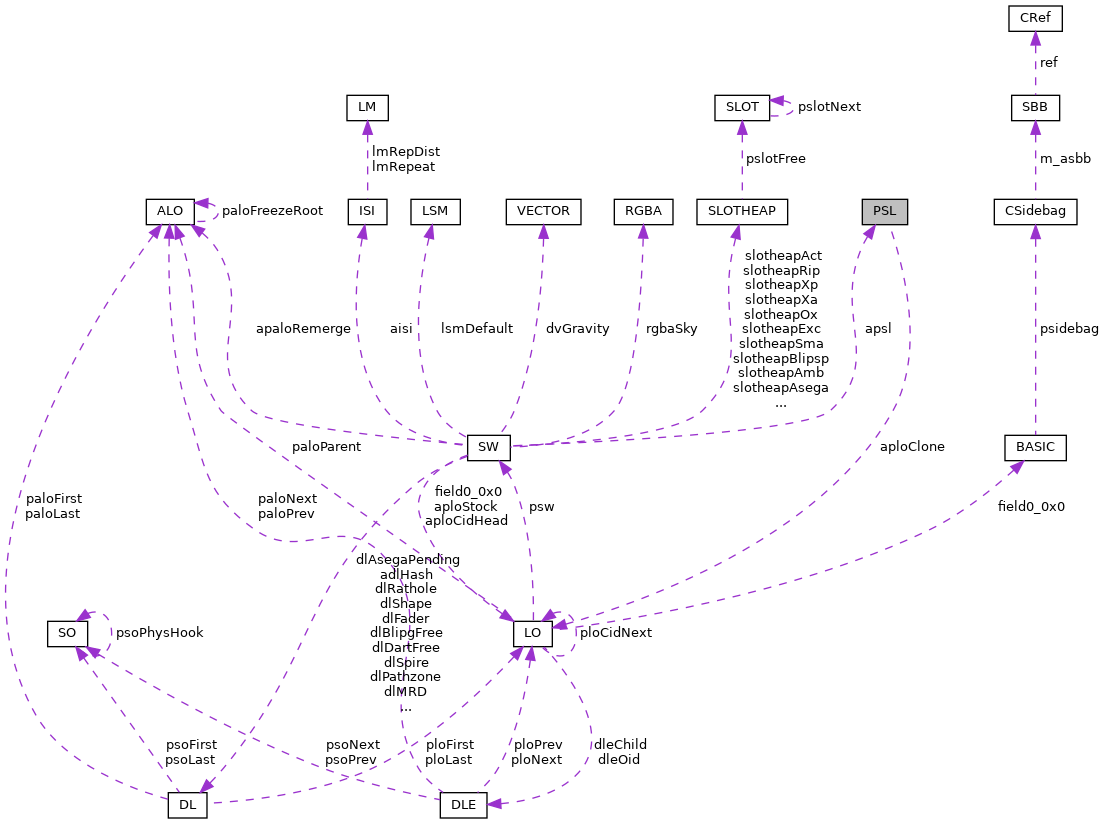 CRef
ref
LM
SLOT
pslotNext
SBB
lmRepDist
lmRepeat
pslotFree
m_asbb
ALO
paloFreezeRoot
ISI
LSM
VECTOR
RGBA
SLOTHEAP
PSL
CSidebag
slotheapAct
slotheapRip
slotheapXp
slotheapXa
slotheapOx
slotheapExc
slotheapSma
slotheapBlipsp
slotheapAmb
slotheapAsega
...
apaloRemerge
aisi
lsmDefault
dvGravity
rgbaSky
apsl
psidebag
paloParent
SW
aploClone
BASIC
paloFirst
paloLast
paloNext
paloPrev
field0_0x0
aploStock
aploCidHead
psw
field0_0x0
dlAsegaPending
adlHash
dlRathole
dlShape
dlFader
dlBlipgFree
dlDartFree
dlSpire
dlPathzone
dlMRD
...
SO
psoPhysHook
LO
ploCidNext
psoFirst
psoLast
psoNext
psoPrev
ploFirst
ploLast
ploPrev
ploNext
dleChild
dleOid
DL
DLE